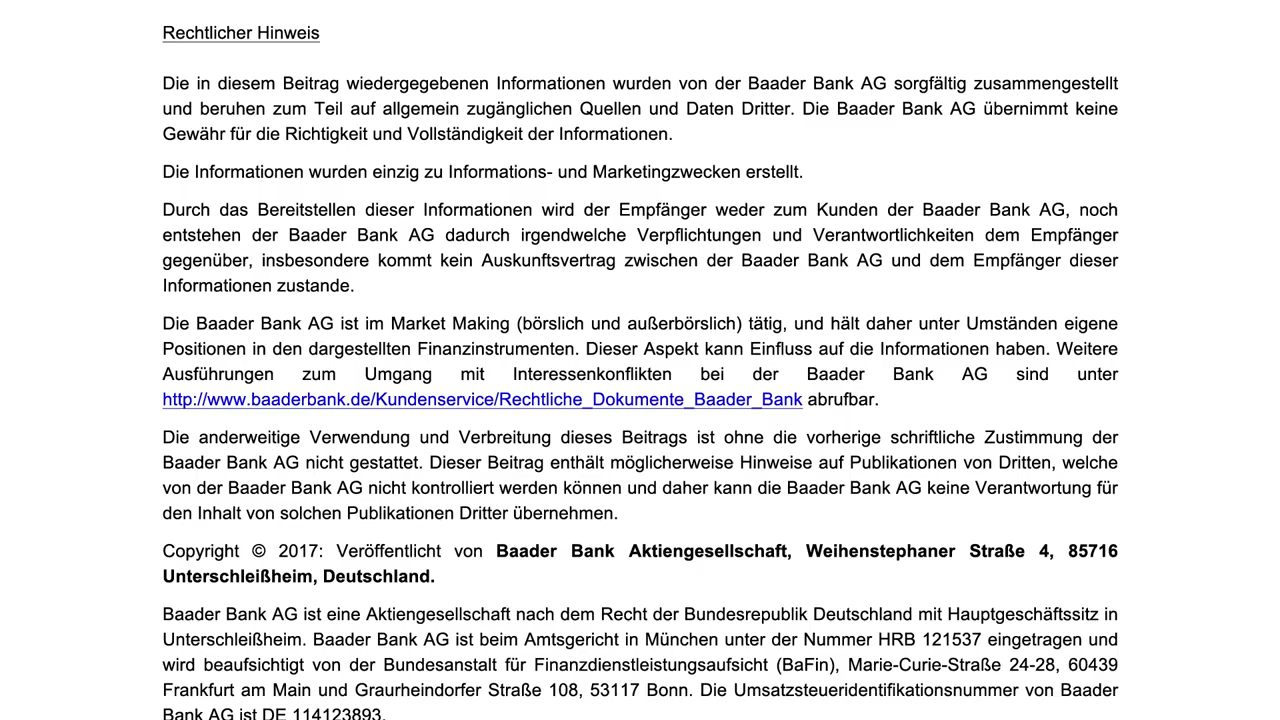 Rechtlicher Hinweis
Die in diesem Beitrag wiedergegebenen Informationen wurden von der Baader Bank AG sorgfältig zusammengestellt
und beruhen zum Teil auf allgemein zugänglichen Quellen und Daten Dritter. Die Baader Bank AG übernimmt keine
Gewähr für die Richtigkeit und Vollständigkeit der Informationen.
Die Informationen wurden einzig zu Informations- und Marketingzwecken erstellt.
Durch das Bereitstellen dieser Informationen wird der Empfänger weder zum Kunden der Baader Bank AG, noch
entstehen der Baader Bank AG dadurch irgendwelche Verpflichtungen und Verantwortlichkeiten dem Empfänger
gegenüber, insbesondere kommt kein Auskunftsvertrag zwischen der Baader Bank AG und dem Empfänger dieser
Informationen zustande.
Die Baader Bank AG ist im Market Making (börslich und außerbörslich) tätig, und hält daher unter Umständen eigene
Positionen in den dargestellten Finanzinstrumenten. Dieser Aspekt kann Einfluss auf die Informationen haben. Weitere
Ausführungen zum Umgang mit Interessenkonflikten bei der Baader Bank AG sind unter
http://www.baaderbank.de/Kundenservice/Rechtliche_Dokumente_Baader_Bank abrufbar.
Die anderweitige Verwendung und Verbreitung dieses Beitrags ist ohne die vorherige schriftliche Zustimmung der
Baader Bank AG nicht gestattet. Dieser Beitrag enthält möglicherweise Hinweise auf Publikationen von Dritten, welche
von der Baader Bank AG nicht kontrolliert werden können und daher kann die Baader Bank AG keine Verantwortung für
den Inhalt von solchen Publikationen Dritter übernehmen.
Copyright © 2017: Veröffentlicht von Baader Bank Aktiengesellschaft, Weihenstephaner Straße 4, 85716
Unterschleißheim, Deutschland.
Baader Bank AG ist eine Aktiengesellschaft nach dem Recht der Bundesrepublik Deutschland mit Hauptgeschäftssitz in
Unterschleißheim. Baader Bank AG ist beim Amtsgericht in München unter der Nummer HRB 121537 eingetragen und
wird beaufsichtigt von der Bundesanstalt für Finanzdienstleistungsaufsicht (BaFin), Marie-Curie-Straße 24-28, 60439
Frankfurt am Main und Graurheindorfer Straße 108, 53117 Bonn. Die Umsatzsteueridentifikationsnummer von Baader
Bank AG ist DE 114123893.